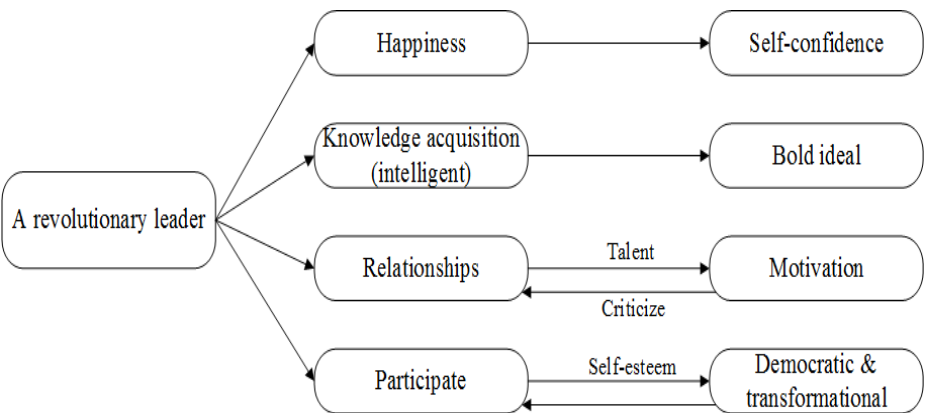 Happiness
Self-confidence
Knowledge acquisition
(intelligent)
Bold ideal
A revolutionary leader
Relationships
Talent
Motivation
Criticize
Participate
Self-esteem
Democratic &
transformational